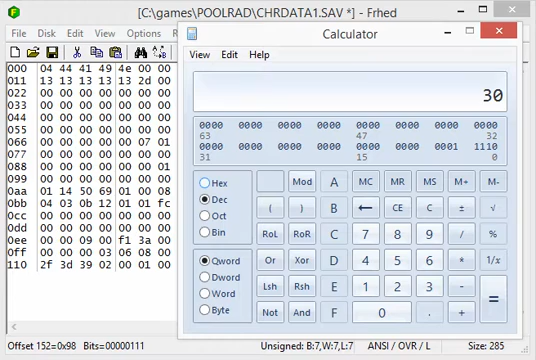 [C:\games\POOLRAD\CHRDATA1.SAV *] - Frhed
File Disk Edit View Options R
000 04 44 41 49 4e 00 00
011 13 13 13 13 13 2d 00
022 00 00 00 00 00 00 00
033 00 00 00 00 00 00 00
044 00 00 00 00 00 00 00
055 00 00 00 00 00 00 00
066 00 00 00 00 00 07 01
077 00 00 00 00 00 00 00
088 00 00 00 00 00 00 01
099 00 00 00 00 00 00 00
0aa 01 14 50 69 01 00 08
0bb 04 03 0b 12 01 01 fc
0cc 00 00 00 00 00 00 00
0dd 00 00 00 00 00 00 00
0ee 00 00 09 00 f1 3a 00
0ff 00 00 00 03 06 08 00
110 2f 3d 39 02 00 01 00
Offset 152=0x98 Bits=00000111 Unsigned: B:7,W:7,L:7 ANSI / OVR / L Size: 285
Calculator
View Edit Help
30
0000 0000 0000 0000 0000 0000 0000 0000
63 47 32
0000 0000 0000 0000 0000 0000 0001 1110
31 15 0
Hex Mod A MC MR MS M+ M-
Dec ( ) B ← CE C ± √
Oct RoL RoR C 7 8 9 / %
Bin
Qword Or Xor D 4 5 6 * 1/x
Dword Lsh Rsh E 1 2 3 - =
Word
Byte Not And F 0 . +